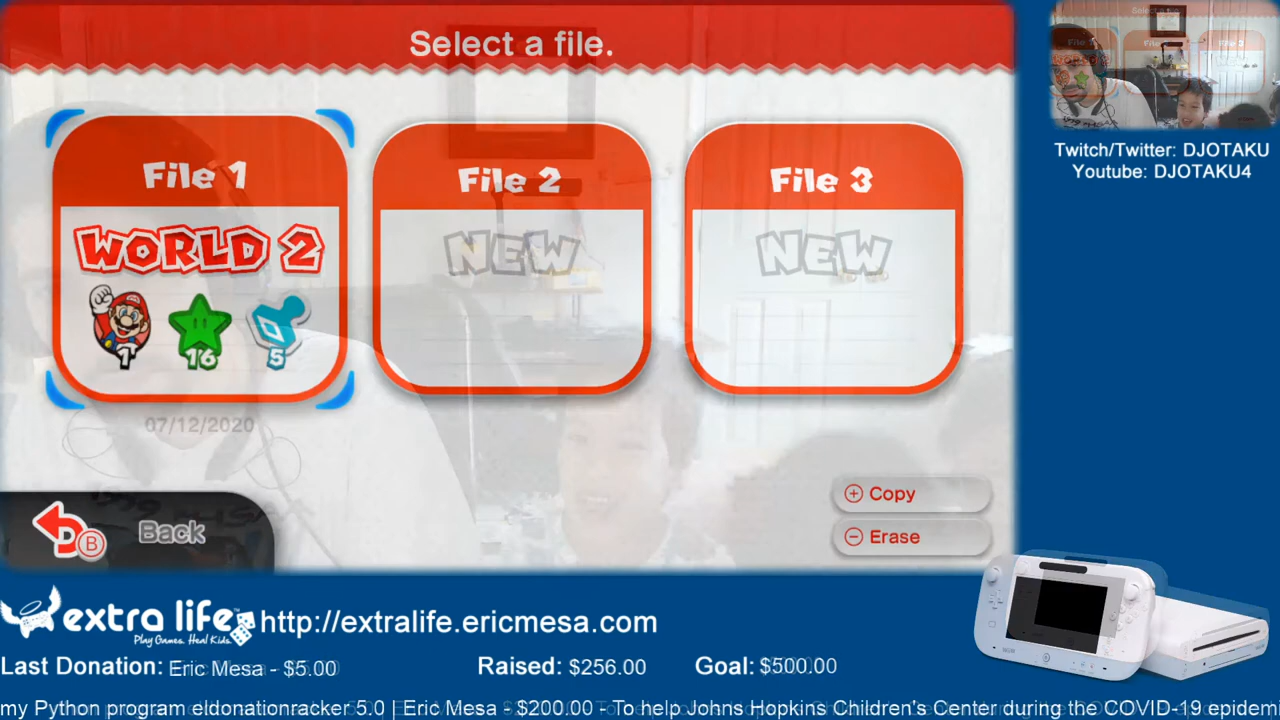 Select a file.
File 1
WORLD 2
1
16
5
07/12/2020
File 2
NEW
File 3
NEW
Copy
Erase
B Back
Twitch/Twitter: DJOTAKU
Youtube: DJOTAKU4
extra life
Play Games. Heal Kids.
http://extralife.ericmesa.com
Last Donation: Eric Mesa - $5.00
Raised: $256.00
Goal: $500.00
my Python program eldonationracker 5.0 | Eric Mesa - $200.00 - To help Johns Hopkins Children's Center during the COVID-19 epidem